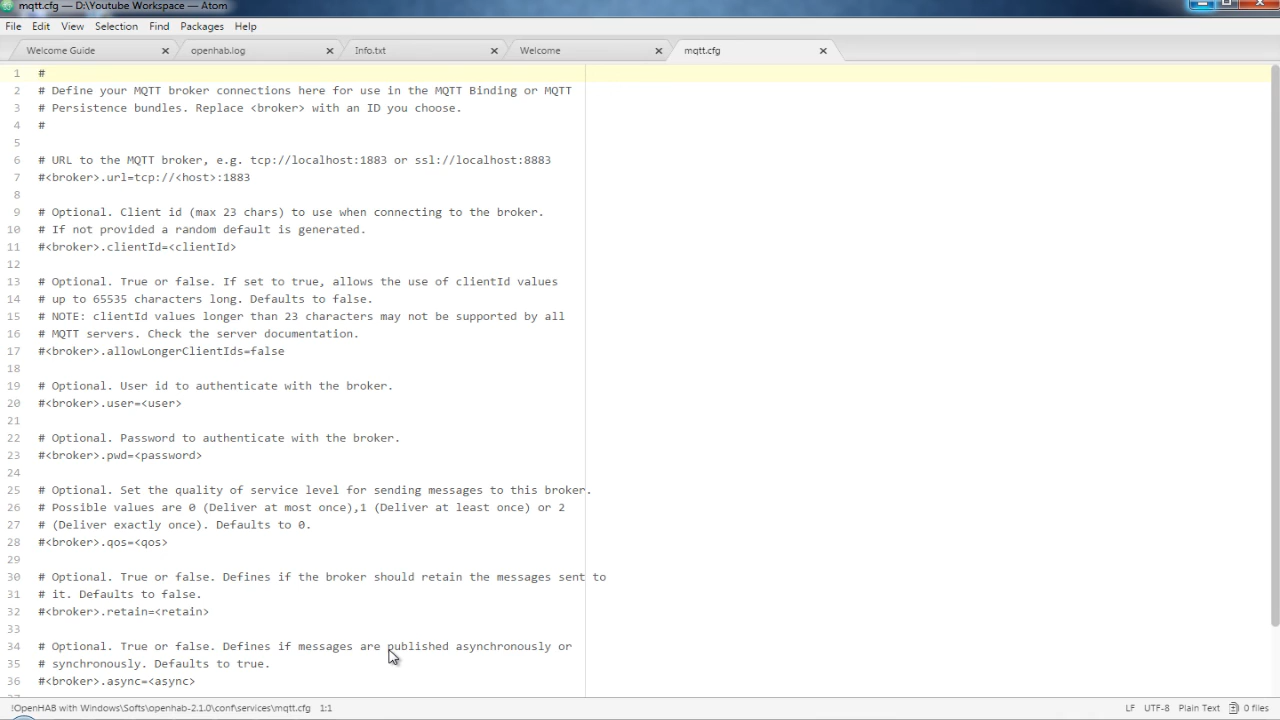 mqtt.cfg — D:\Youtube Workspace — Atom
File Edit View Selection Find Packages Help
Welcome Guide openhab.log Info.txt Welcome mqtt.cfg
1 #
2 # Define your MQTT broker connections here for use in the MQTT Binding or MQTT
3 # Persistence bundles. Replace <broker> with an ID you choose.
4 #
5
6 # URL to the MQTT broker, e.g. tcp://localhost:1883 or ssl://localhost:8883
7 #<broker>.url=tcp://<host>:1883
8
9 # Optional. Client id (max 23 chars) to use when connecting to the broker.
10 # If not provided a random default is generated.
11 #<broker>.clientId=<clientId>
12
13 # Optional. True or false. If set to true, allows the use of clientId values
14 # up to 65535 characters long. Defaults to false.
15 # NOTE: clientId values longer than 23 characters may not be supported by all
16 # MQTT servers. Check the server documentation.
17 #<broker>.allowLongerClientIds=false
18
19 # Optional. User id to authenticate with the broker.
20 #<broker>.user=<user>
21
22 # Optional. Password to authenticate with the broker.
23 #<broker>.pwd=<password>
24
25 # Optional. Set the quality of service level for sending messages to this broker.
26 # Possible values are 0 (Deliver at most once),1 (Deliver at least once) or 2
27 # (Deliver exactly once). Defaults to 0.
28 #<broker>.qos=<qos>
29
30 # Optional. True or false. Defines if the broker should retain the messages sent to
31 # it. Defaults to false.
32 #<broker>.retain=<retain>
33
34 # Optional. True or false. Defines if messages are published asynchronously or
35 # synchronously. Defaults to true.
36 #<broker>.async=<async>
!OpenHAB with Windows\Softs\openhab-2.1.0\conf\services\mqtt.cfg 1:1 LF UTF-8 Plain Text 0 files